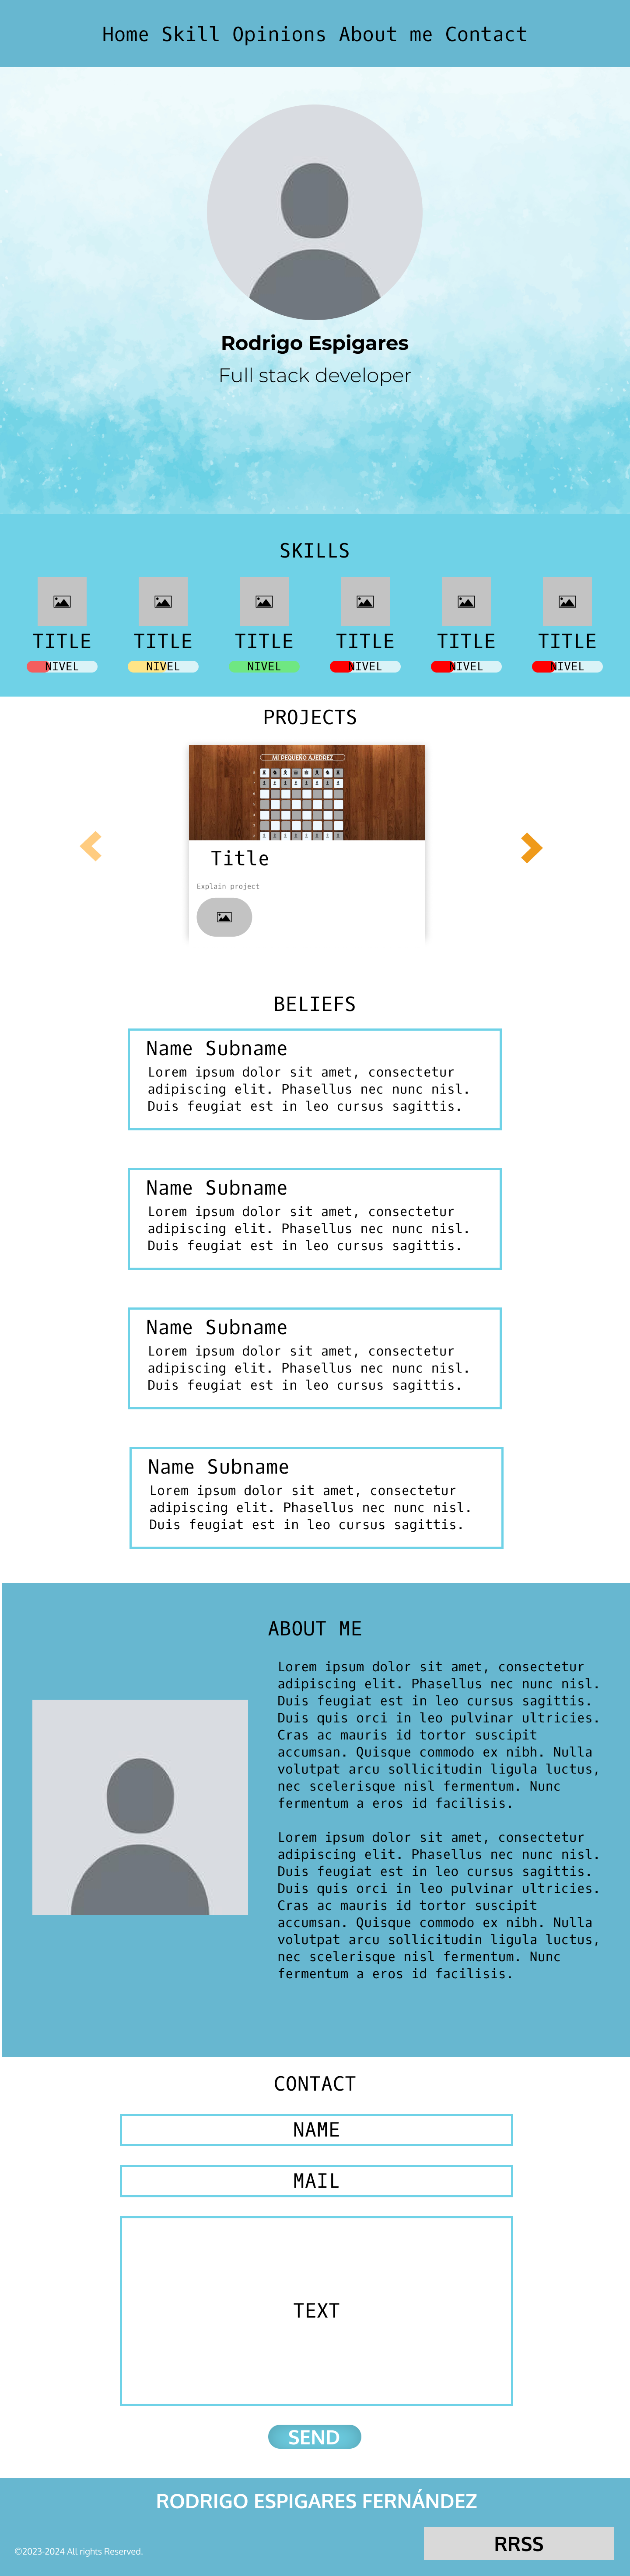 Home Skill Opinions About me Contact
Rodrigo Espigares
Full stack developer
SKILLS
TITLE TITLE TITLE TITLE TITLE TITLE
NIVEL NIVEL NIVEL NIVEL NIVEL NIVEL
PROJECTS
MI PEQUEÑO AJEDREZ
Title
Explain project
BELIEFS
Name Subname
Lorem ipsum dolor sit amet, consectetur
adipiscing elit. Phasellus nec nunc nisl.
Duis feugiat est in leo cursus sagittis.
Name Subname
Lorem ipsum dolor sit amet, consectetur
adipiscing elit. Phasellus nec nunc nisl.
Duis feugiat est in leo cursus sagittis.
Name Subname
Lorem ipsum dolor sit amet, consectetur
adipiscing elit. Phasellus nec nunc nisl.
Duis feugiat est in leo cursus sagittis.
Name Subname
Lorem ipsum dolor sit amet, consectetur
adipiscing elit. Phasellus nec nunc nisl.
Duis feugiat est in leo cursus sagittis.
ABOUT ME
Lorem ipsum dolor sit amet, consectetur
adipiscing elit. Phasellus nec nunc nisl.
Duis feugiat est in leo cursus sagittis.
Duis quis orci in leo pulvinar ultricies.
Cras ac mauris id tortor suscipit
accumsan. Quisque commodo ex nibh. Nulla
volutpat arcu sollicitudin ligula luctus,
nec scelerisque nisl fermentum. Nunc
fermentum a eros id facilisis.
Lorem ipsum dolor sit amet, consectetur
adipiscing elit. Phasellus nec nunc nisl.
Duis feugiat est in leo cursus sagittis.
Duis quis orci in leo pulvinar ultricies.
Cras ac mauris id tortor suscipit
accumsan. Quisque commodo ex nibh. Nulla
volutpat arcu sollicitudin ligula luctus,
nec scelerisque nisl fermentum. Nunc
fermentum a eros id facilisis.
CONTACT
NAME
MAIL
TEXT
SEND
RODRIGO ESPIGARES FERNÁNDEZ
RRSS
©2023-2024 All rights Reserved.